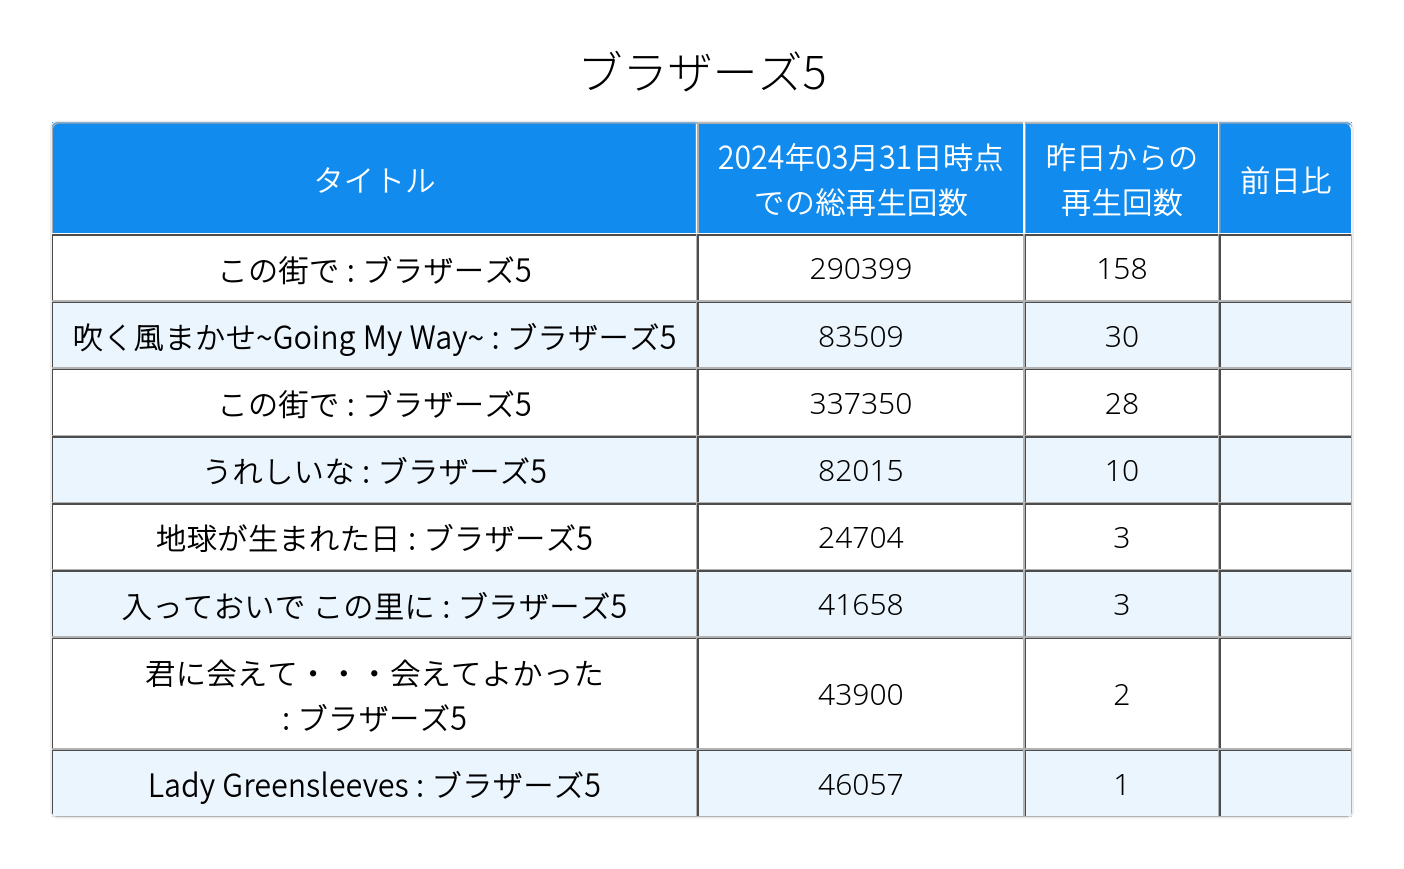 ブラザーズ5
タイトル
2024年03月31日時点
での総再生回数
昨日からの
再生回数
前日比
この街で : ブラザーズ5
290399
158
吹く風まかせ~Going My Way~ : ブラザーズ5
83509
30
この街で : ブラザーズ5
337350
28
うれしいな : ブラザーズ5
82015
10
地球が生まれた日 : ブラザーズ5
24704
3
入っておいで この里に : ブラザーズ5
41658
3
君に会えて・・・会えてよかった
: ブラザーズ5
43900
2
Lady Greensleeves : ブラザーズ5
46057
1